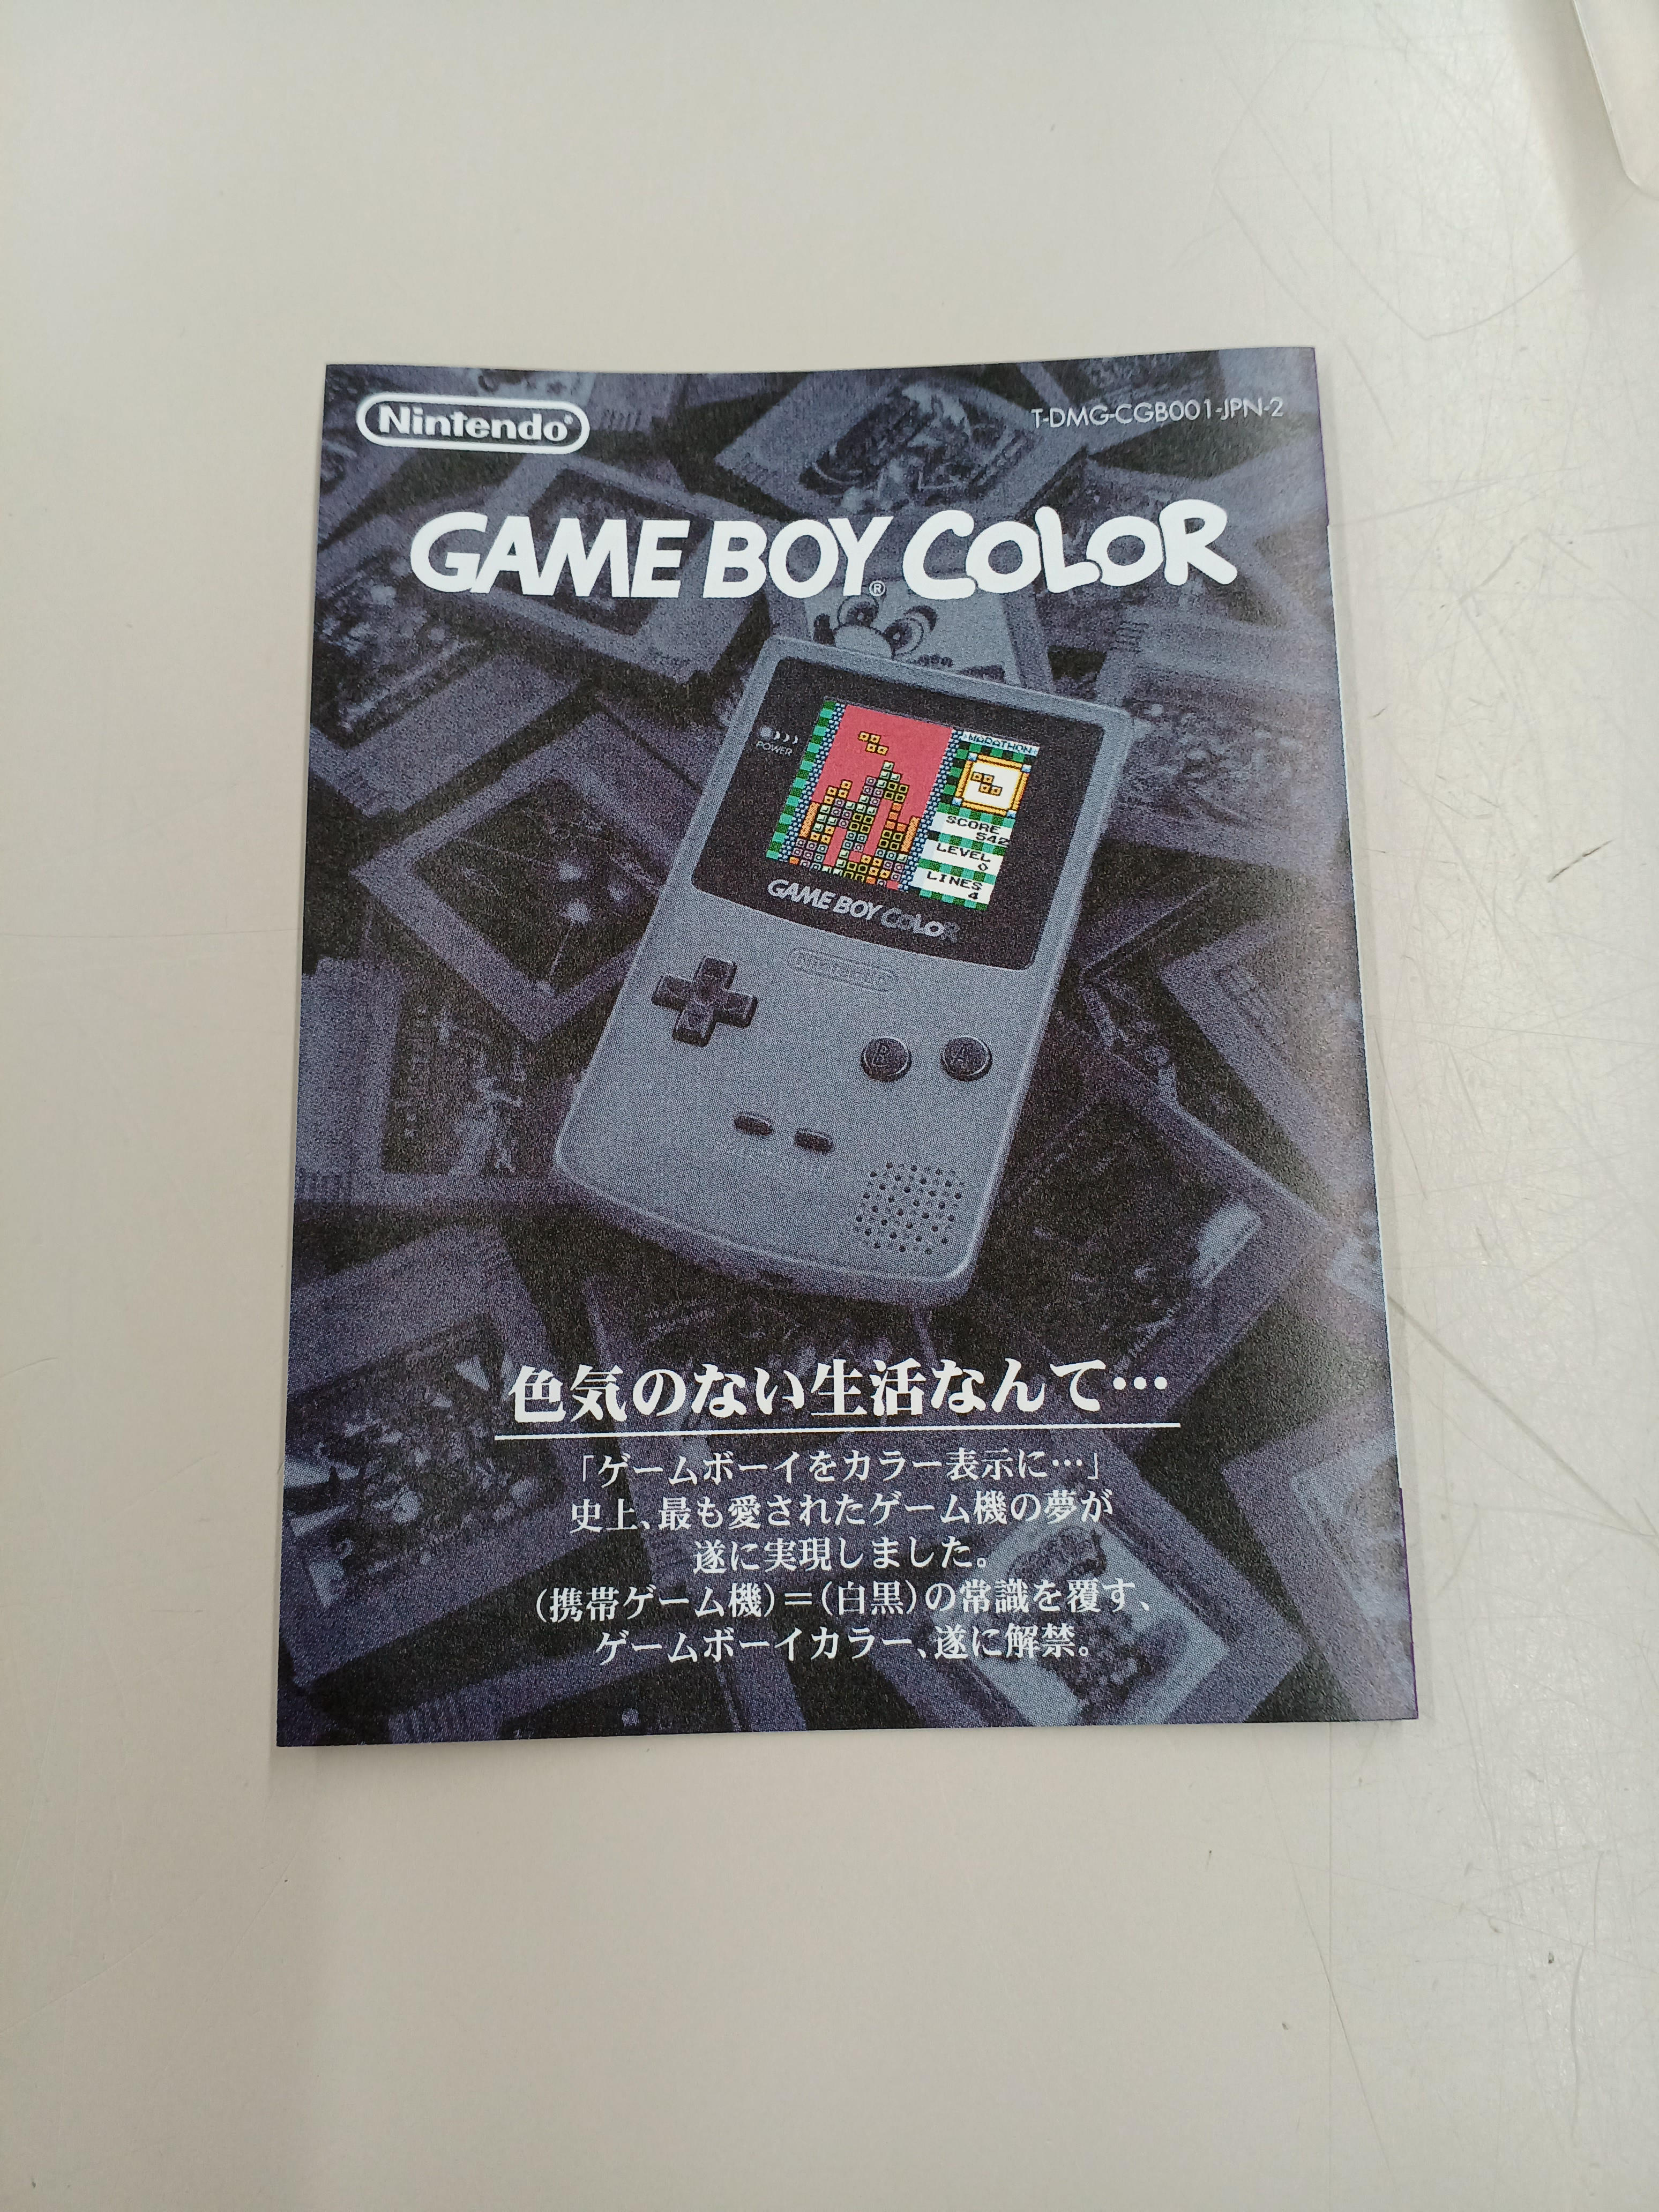 Nintendo®
T-DMG-CGB001-JPN-2
GAME BOY® COLOR
POWER
MARATHON
SCORE
542
LEVEL
0
LINES
4
GAME BOY COLOR
Nintendo
B
A
色気のない生活なんて…
「ゲームボーイをカラー表示に…」
史上、最も愛されたゲーム機の夢が
遂に実現しました。
(携帯ゲーム機)=(白黒)の常識を覆す、
ゲームボーイカラー、遂に解禁。